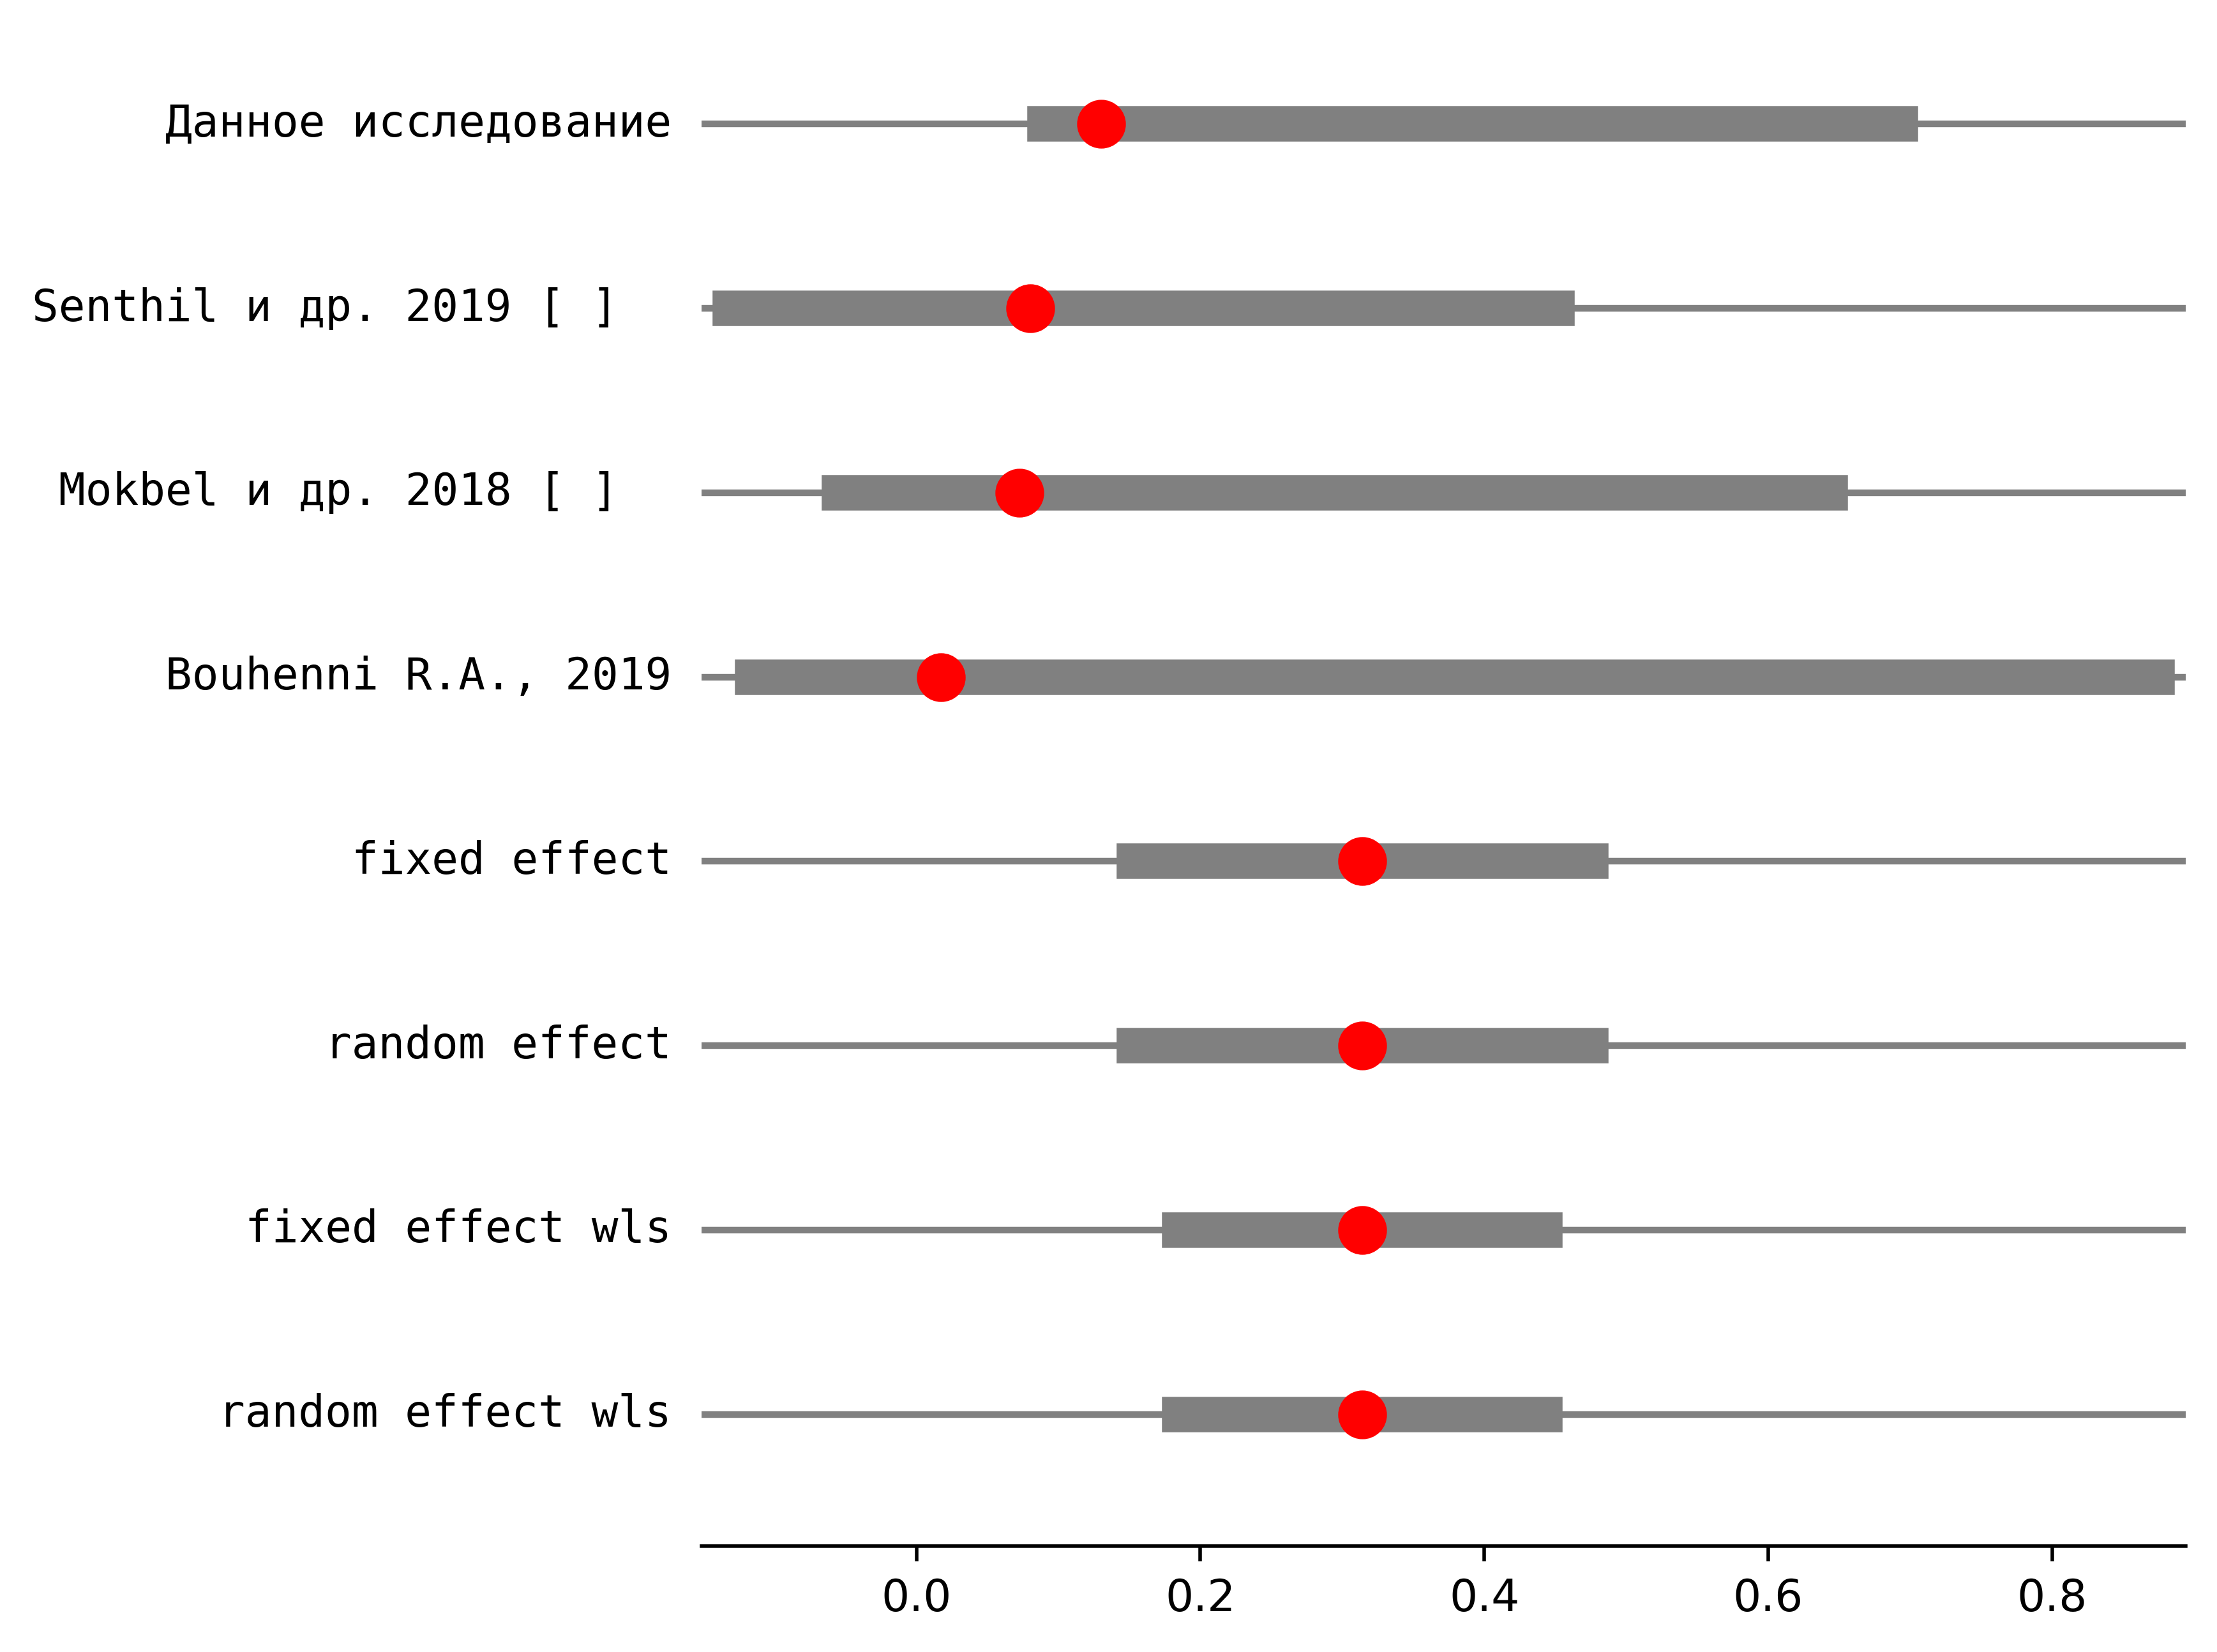 Данное исследование
Senthil и др. 2019 [ ]
Mokbel и др. 2018 [ ]
Bouhenni R.A., 2019
fixed effect
random effect
fixed effect wls
random effect wls
0.0 0.2 0.4 0.6 0.8